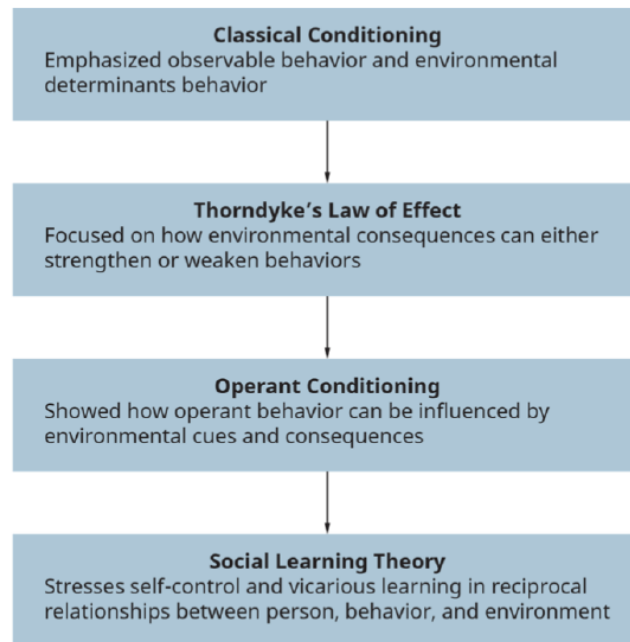 Classical Conditioning
Emphasized observable behavior and environmental
determinants behavior
Thorndyke's Law of Effect
Focused on how environmental consequences can either
strengthen or weaken behaviors
Operant Conditioning
Showed how operant behavior can be influenced by
environmental cues and consequences
Social Learning Theory
Stresses self-control and vicarious learning in reciprocal
relationships between person, behavior, and environment